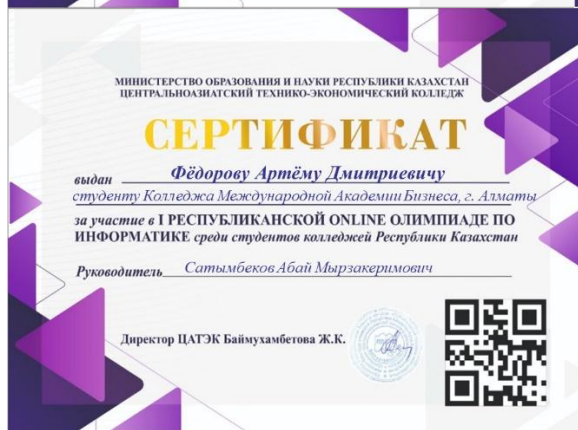 МИНИСТЕРСТВО ОБРАЗОВАНИЯ И НАУКИ РЕСПУБЛИКИ КАЗАХСТАН
ЦЕНТРАЛЬНОАЗИАТСКИЙ ТЕХНИКО-ЭКОНОМИЧЕСКИЙ КОЛЛЕДЖ
СЕРТИФИКАТ
выдан Фёдорову Артёму Дмитриевичу
студенту Колледжа Международной Академии Бизнеса, г. Алматы
за участие в I РЕСПУБЛИКАНСКОЙ ONLINE ОЛИМПИАДЕ ПО
ИНФОРМАТИКЕ среди студентов колледжей Республики Казахстан
Руководитель Сатымбеков Абай Мырзакеримович
Директор ЦАТЭК Баймухамбетова Ж.К.